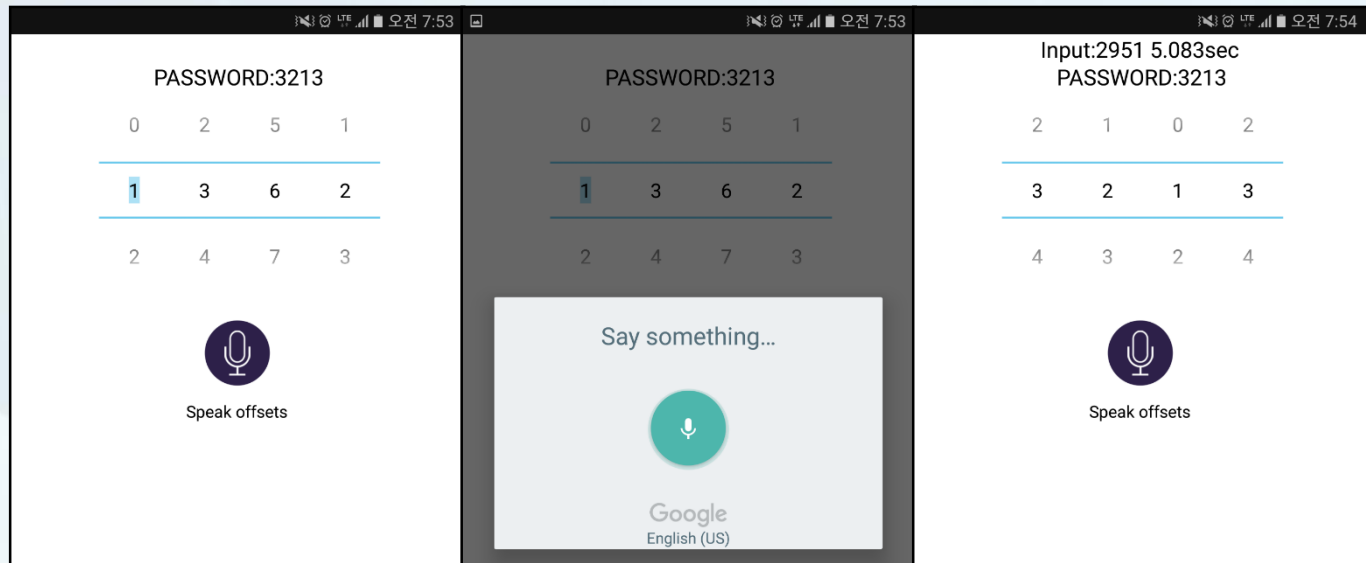 LTE 오전 7:53
PASSWORD:3213
0 2 5 1
1 3 6 2
2 4 7 3
Speak offsets
LTE 오전 7:53
PASSWORD:3213
0 2 5 1
1 3 6 2
2 4 7 3
Say something...
Google
English (US)
LTE 오전 7:54
Input:2951 5.083sec
PASSWORD:3213
2 1 0 2
3 2 1 3
4 3 2 4
Speak offsets